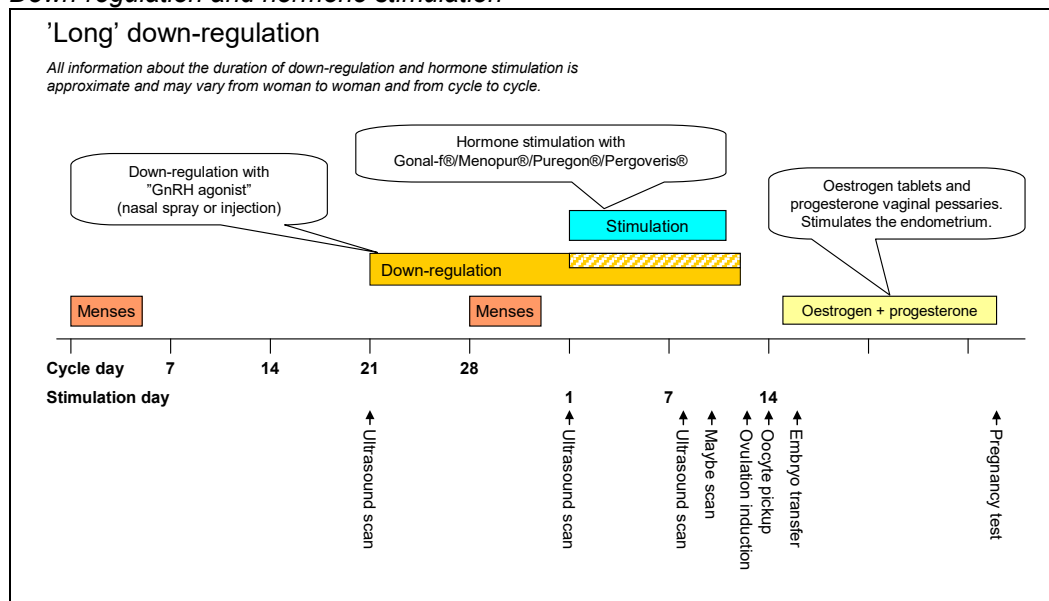 Down-regulation and hormone stimulation
’Long’ down-regulation
All information about the duration of down-regulation and hormone stimulation is
approximate and may vary from woman to woman and from cycle to cycle.
Hormone stimulation with
Gonal-f®/Menopur®/Puregon®/Pergoveris®
Down-regulation with
”GnRH agonist”
(nasal spray or injection)
Oestrogen tablets and
progesterone vaginal pessaries.
Stimulates the endometrium.
Stimulation
Down-regulation
Menses
Menses
Oestrogen + progesterone
Cycle day 7 14 21 28
Stimulation day 1 7 14
Ultrasound scan
Ultrasound scan
Ultrasound scan
Maybe scan
Ovulation induction
Oocyte pickup
Embryo transfer
Pregnancy test